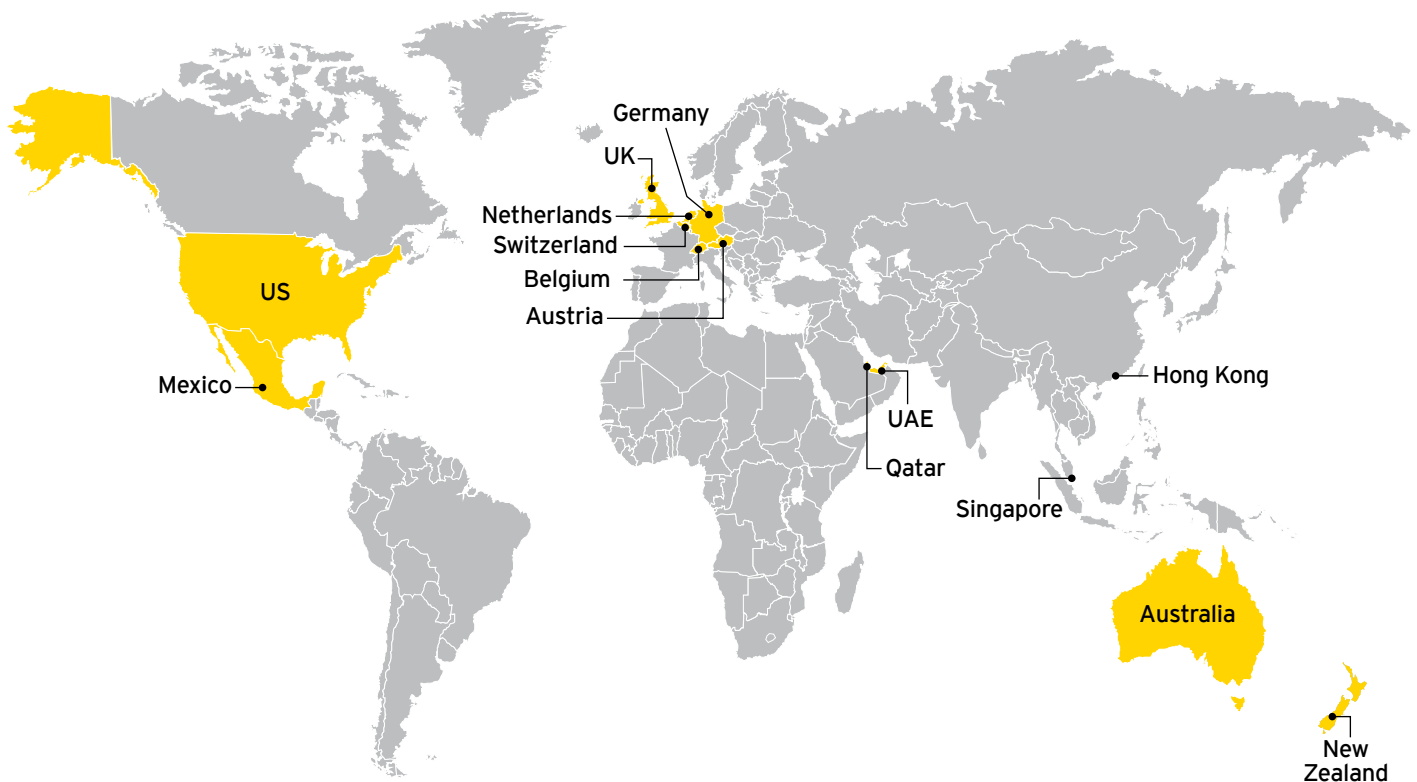 Germany
UK
Netherlands
Switzerland
Belgium
Austria
US
Mexico
Hong Kong
UAE
Qatar
Singapore
Australia
New
Zealand